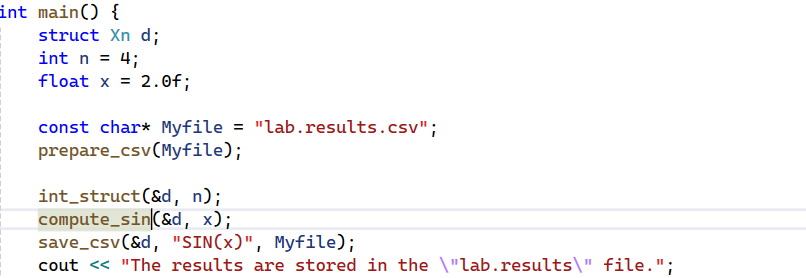 int main() {
struct Xn d;
int n = 4;
float x = 2.0f;
const char* Myfile = "lab.results.csv";
prepare_csv(Myfile);
int_struct(&d, n);
compute_sin(&d, x);
save_csv(&d, "SIN(x)", Myfile);
cout << "The results are stored in the \"lab.results\" file.";